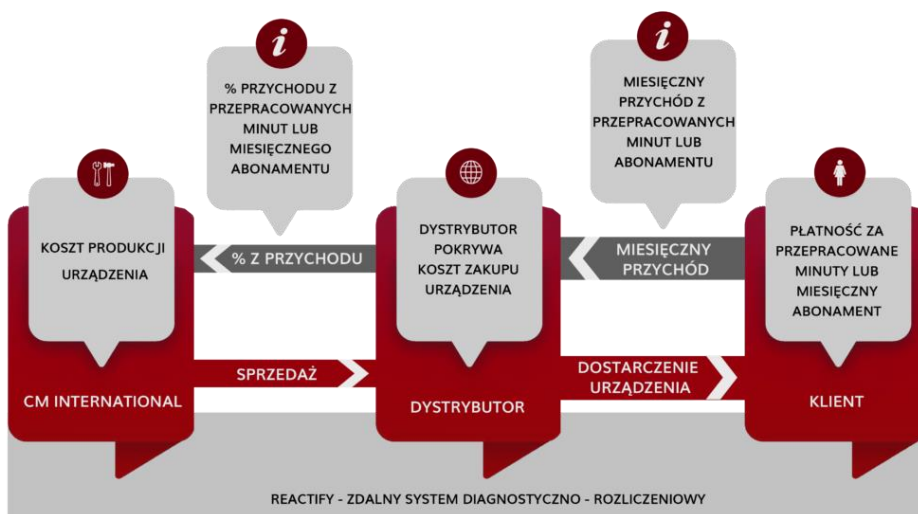 % PRZYCHODU Z
PRZEPRACOWANYCH
MINUT LUB
MIESIĘCZNEGO
ABONAMENTU
MIESIĘCZNY
PRZYCHÓD Z
PRZEPRACOWANYCH
MINUT LUB
ABONAMENTU
KOSZT PRODUKCJI
URZĄDZENIA
% Z PRZYCHODU
DYSTRYBUTOR
POKRYWA
KOSZT ZAKUPU
URZĄDZENIA
MIESIĘCZNY
PRZYCHÓD
PŁATNOŚĆ ZA
PRZEPRACOWANE
MINUTY LUB
MIESIĘCZNY
ABONAMENT
CM INTERNATIONAL
SPRZEDAŻ
DYSTRYBUTOR
DOSTARCZENIE
URZĄDZENIA
KLIENT
REACTIFY - ZDALNY SYSTEM DIAGNOSTYCZNO - ROZLICZENIOWY